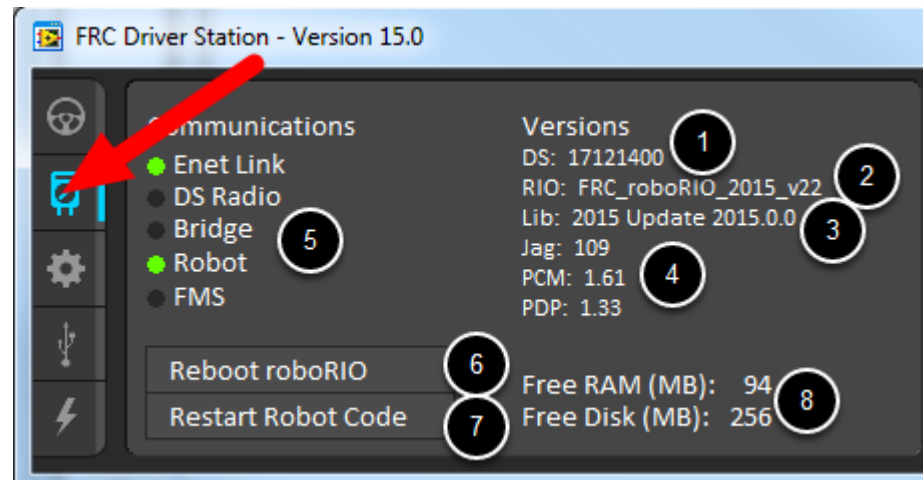 FRC Driver Station - Version 15.0
Communications
Enet Link
DS Radio
Bridge
Robot
FMS
5
Versions
DS: 17121400
1
RIO: FRC_roboRIO_2015_v22
2
Lib: 2015 Update 2015.0.0
3
Jag: 109
PCM: 1.61
4
PDP: 1.33
Reboot roboRIO
6
Restart Robot Code
7
Free RAM (MB): 94
Free Disk (MB): 256
8